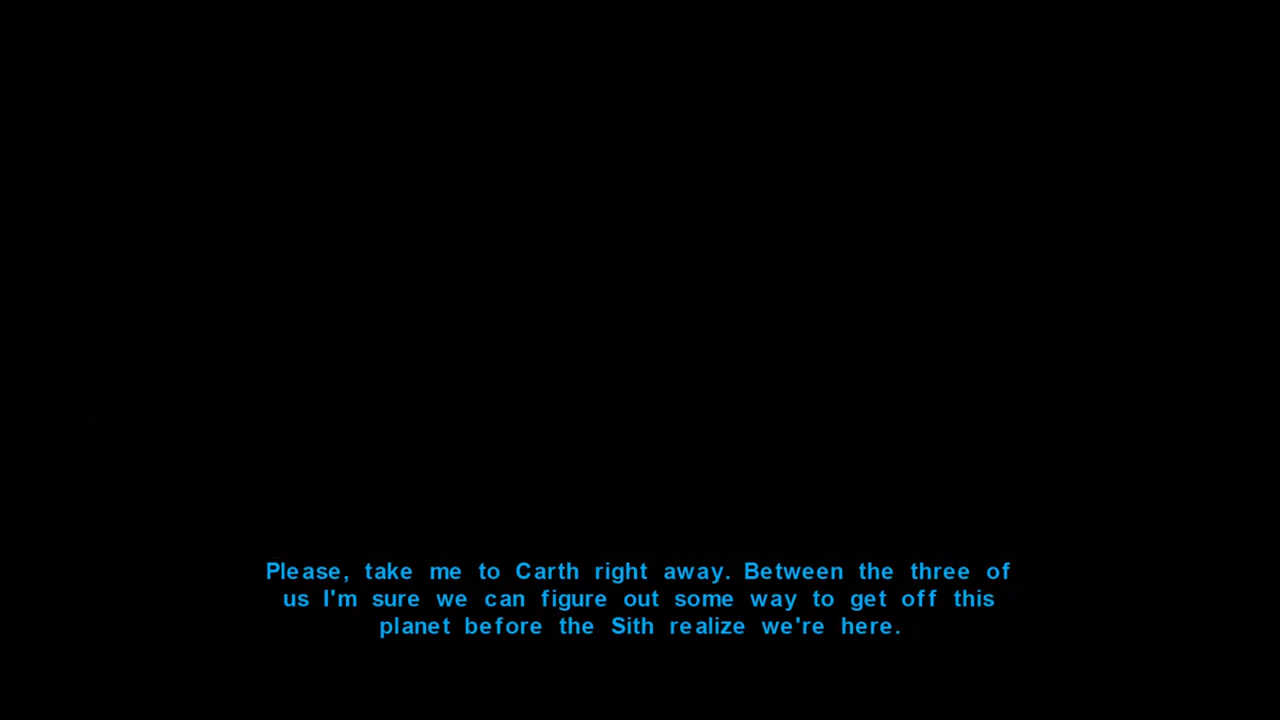 Please, take me to Carth right away. Between the three of
us I'm sure we can figure out some way to get off this
planet before the Sith realize we're here.